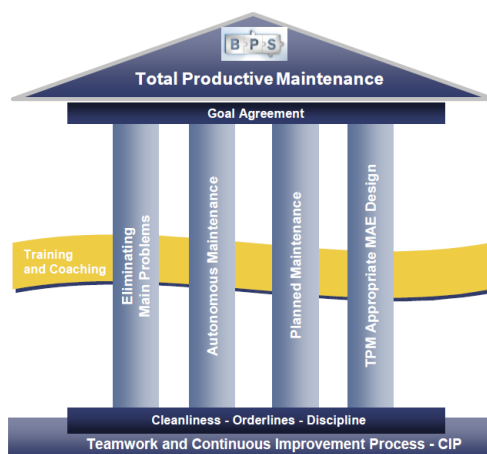 B P S
Total Productive Maintenance
Goal Agreement
Training
and Coaching
Eliminating
Main Problems
Autonomous Maintenance
Planned Maintenance
TPM Appropriate MAE Design
Cleanliness - Orderlines - Discipline
Teamwork and Continuous Improvement Process - CIP